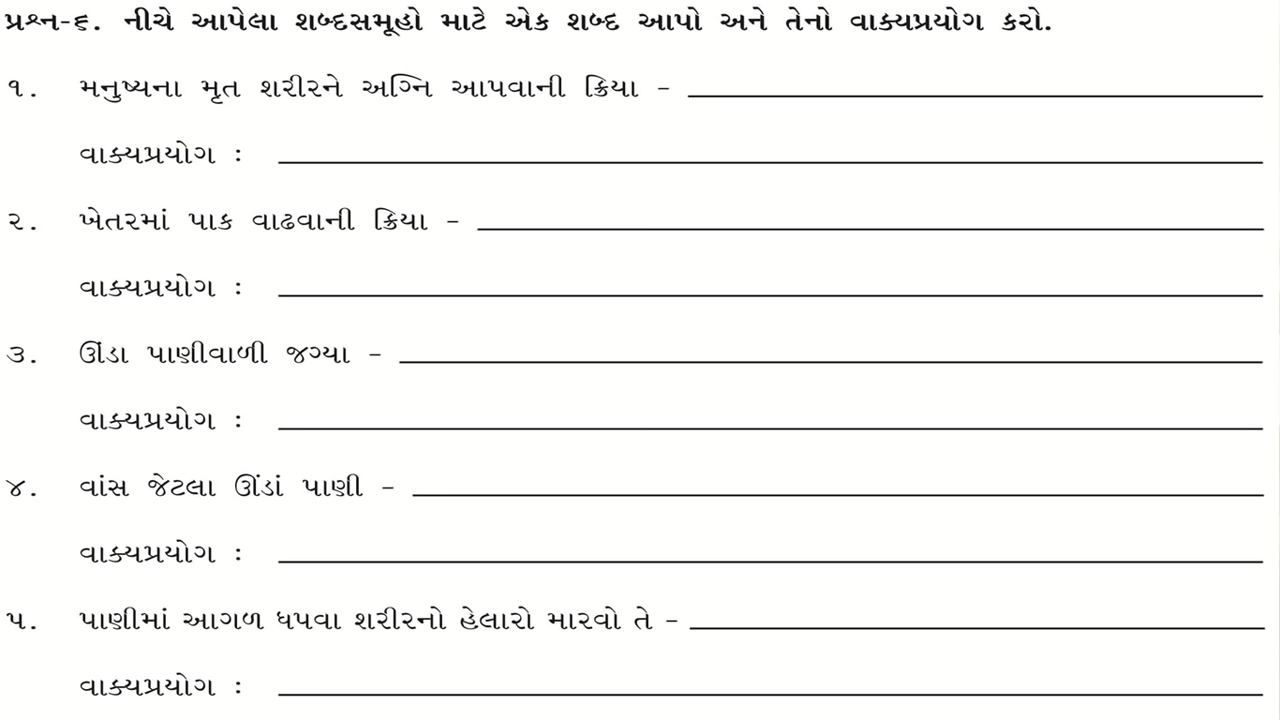 પ્રશ્ન-૬. નીચે આપેલા શબ્દસમૂહો માટે એક શબ્દ આપો અને તેનો વાક્યપ્રયોગ કરો.
૧. મનુષ્યના મૃત શરીરને અગ્નિ આપવાની ક્રિયા -
વાક્યપ્રયોગ :
૨. ખેતરમાં પાક વાઢવાની ક્રિયા -
વાક્યપ્રયોગ :
૩. ઊંડા પાણીવાળી જગ્યા -
વાક્યપ્રયોગ :
૪. વાંસ જેટલા ઊંડાં પાણી -
વાક્યપ્રયોગ :
૫. પાણીમાં આગળ ધપવા શરીરનો હેલારો મારવો તે -
વાક્યપ્રયોગ :